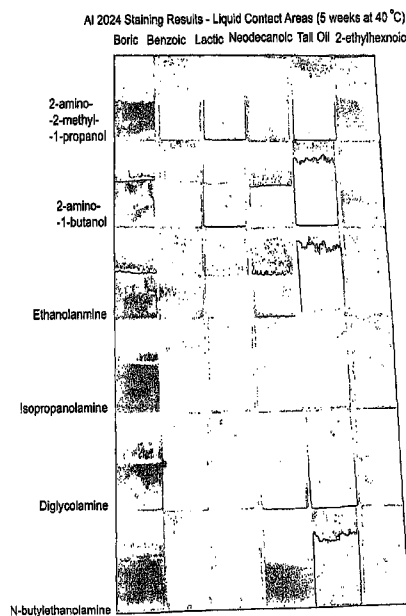 Al 2024 Staining Results - Liquid Contact Areas (5 weeks at 40 °C)
Boric Benzoic Lactic Neodecanoic Tall Oil 2-ethylhexnoic
2-amino-
-2-methyl-
-1-propanol
2-amino-
-1-butanol
Ethanolanmine
Isopropanolamine
Diglycolamine
N-butylethanolamine